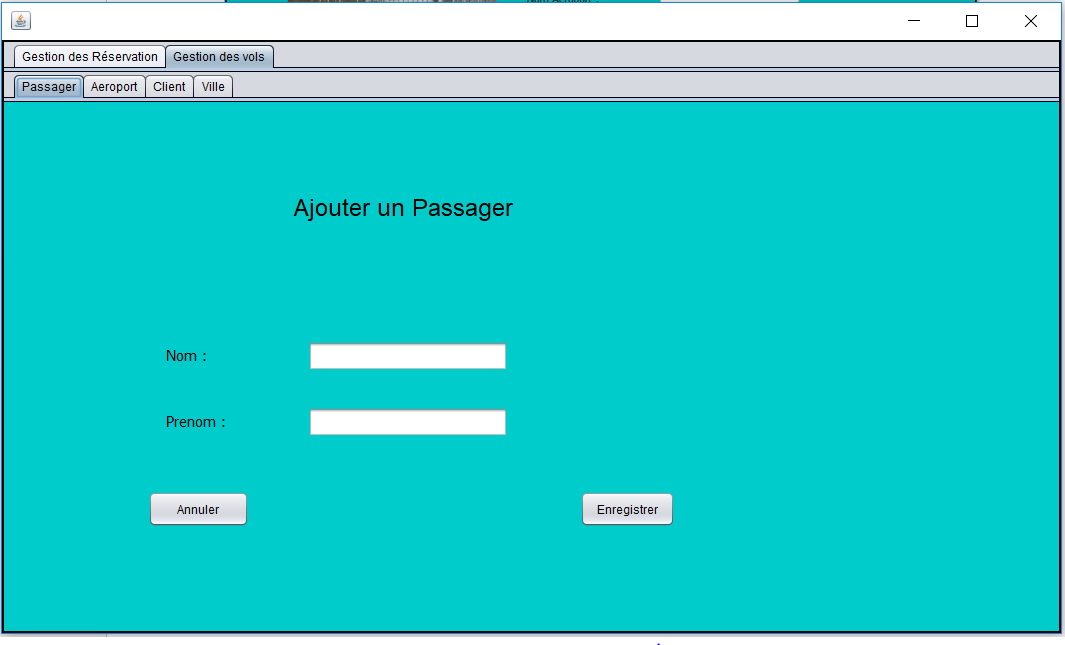 Gestion des Réservation Gestion des vols
Passager Aeroport Client Ville
Ajouter un Passager
Nom :
Prenom :
Annuler Enregistrer